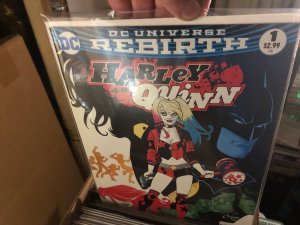 DC
DC UNIVERSE
REBIRTH
1
$2.99
HARLEY
QUINN